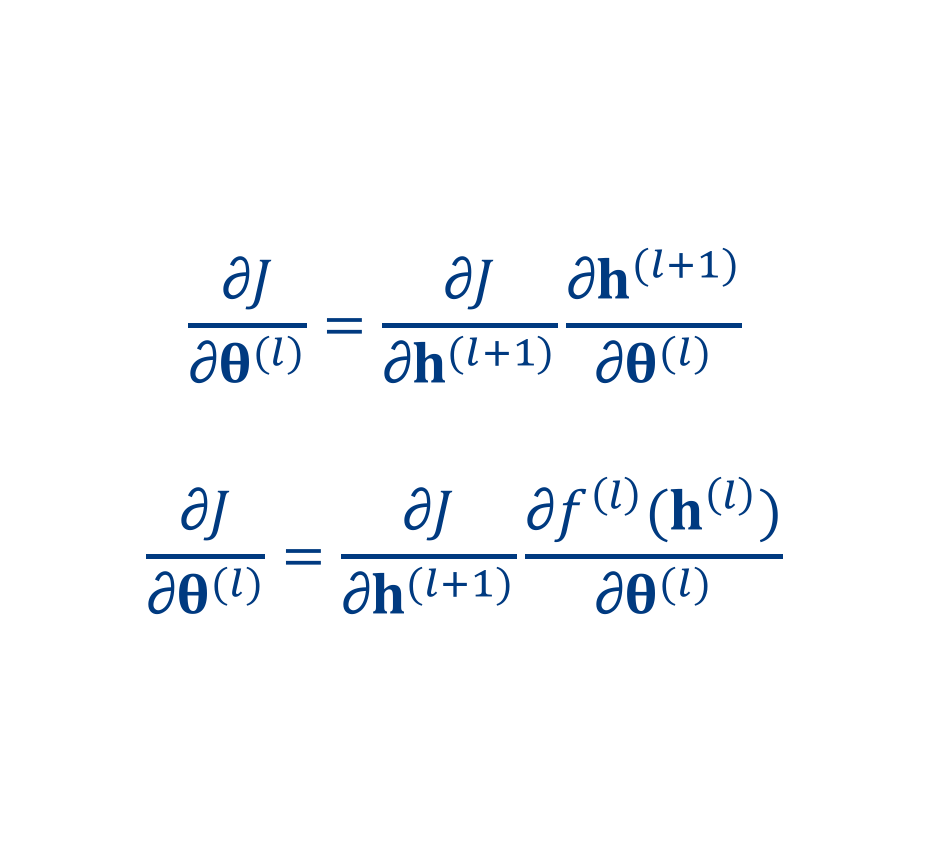 ∂J/∂𝛉^(l) = ∂J/∂𝐡^(l+1) ∂𝐡^(l+1)/∂𝛉^(l)
∂J/∂𝛉^(l) = ∂J/∂𝐡^(l+1) ∂f^(l)(𝐡^(l))/∂𝛉^(l)